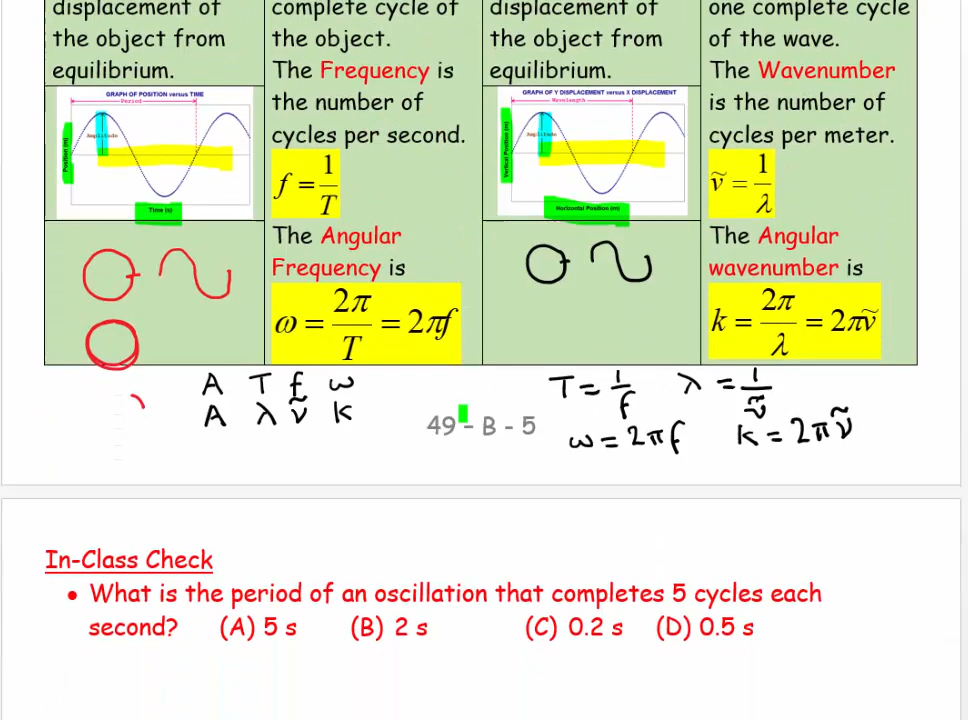 displacement of
the object from
equilibrium.
complete cycle of
the object.
The Frequency is
the number of
cycles per second.
f = 1/T
displacement of
the object from
equilibrium.
one complete cycle
of the wave.
The Wavenumber
is the number of
cycles per meter.
ṽ = 1/λ
GRAPH OF POSITION versus TIME
Period
Amplitude
Position (m)
Time (s)
GRAPH OF Y DISPLACEMENT versus X DISPLACEMENT
Wavelength
Amplitude
Vertical Position (m)
Horizontal Position (m)
The Angular
Frequency is
ω = 2π/T = 2πf
The Angular
wavenumber is
k = 2π/λ = 2πṽ
A T f ω
A λ ṽ k
T = 1/f λ = 1/ṽ
ω = 2πf k = 2πṽ
49 - B - 5
In-Class Check
• What is the period of an oscillation that completes 5 cycles each
second? (A) 5 s (B) 2 s (C) 0.2 s (D) 0.5 s